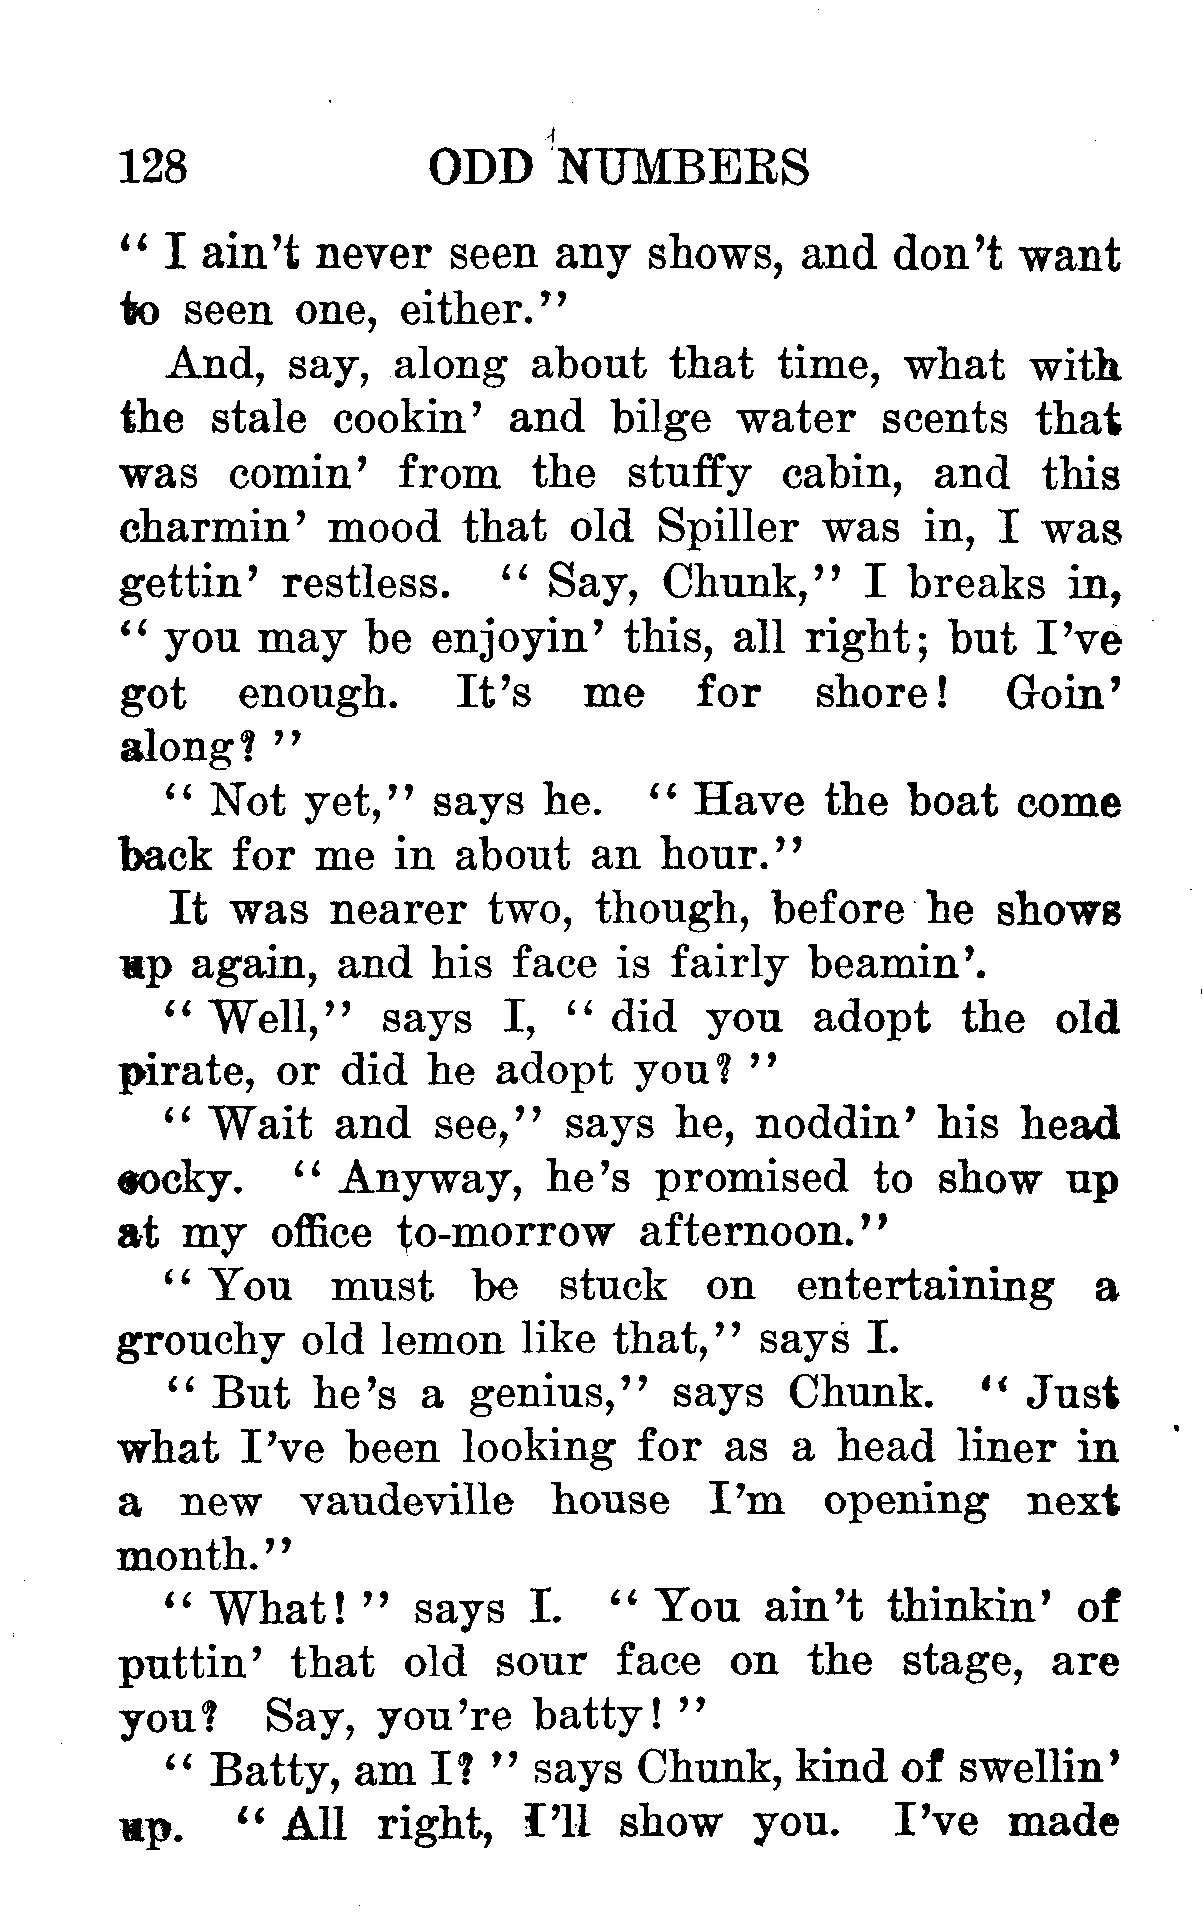 128 ODD NUMBERS
" I ain't never seen any shows, and don't want
to seen one, either."
And, say, along about that time, what with
the stale cookin' and bilge water scents that
was comin' from the stuffy cabin, and this
charmin' mood that old Spiller was in, I was
gettin' restless. " Say, Chunk," I breaks in,
" you may be enjoyin' this, all right; but I've
got enough. It's me for shore! Goin'
along? "
" Not yet," says he. " Have the boat come
back for me in about an hour."
It was nearer two, though, before he shows
up again, and his face is fairly beamin'.
" Well," says I, " did you adopt the old
pirate, or did he adopt you? "
" Wait and see," says he, noddin' his head
cocky. " Anyway, he's promised to show up
at my office to-morrow afternoon."
" You must be stuck on entertaining a
grouchy old lemon like that," says I.
" But he's a genius," says Chunk. " Just
what I've been looking for as a head liner in
a new vaudeville house I'm opening next
month."
" What! " says I. " You ain't thinkin' of
puttin' that old sour face on the stage, are
you? Say, you're batty! "
" Batty, am I? " says Chunk, kind of swellin'
up. " All right, I'll show you. I've made